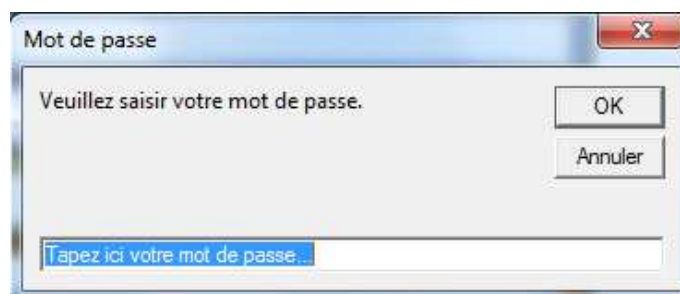 Mot de passe
Veuillez saisir votre mot de passe.
OK
Annuler
Tapez ici votre mot de passe...